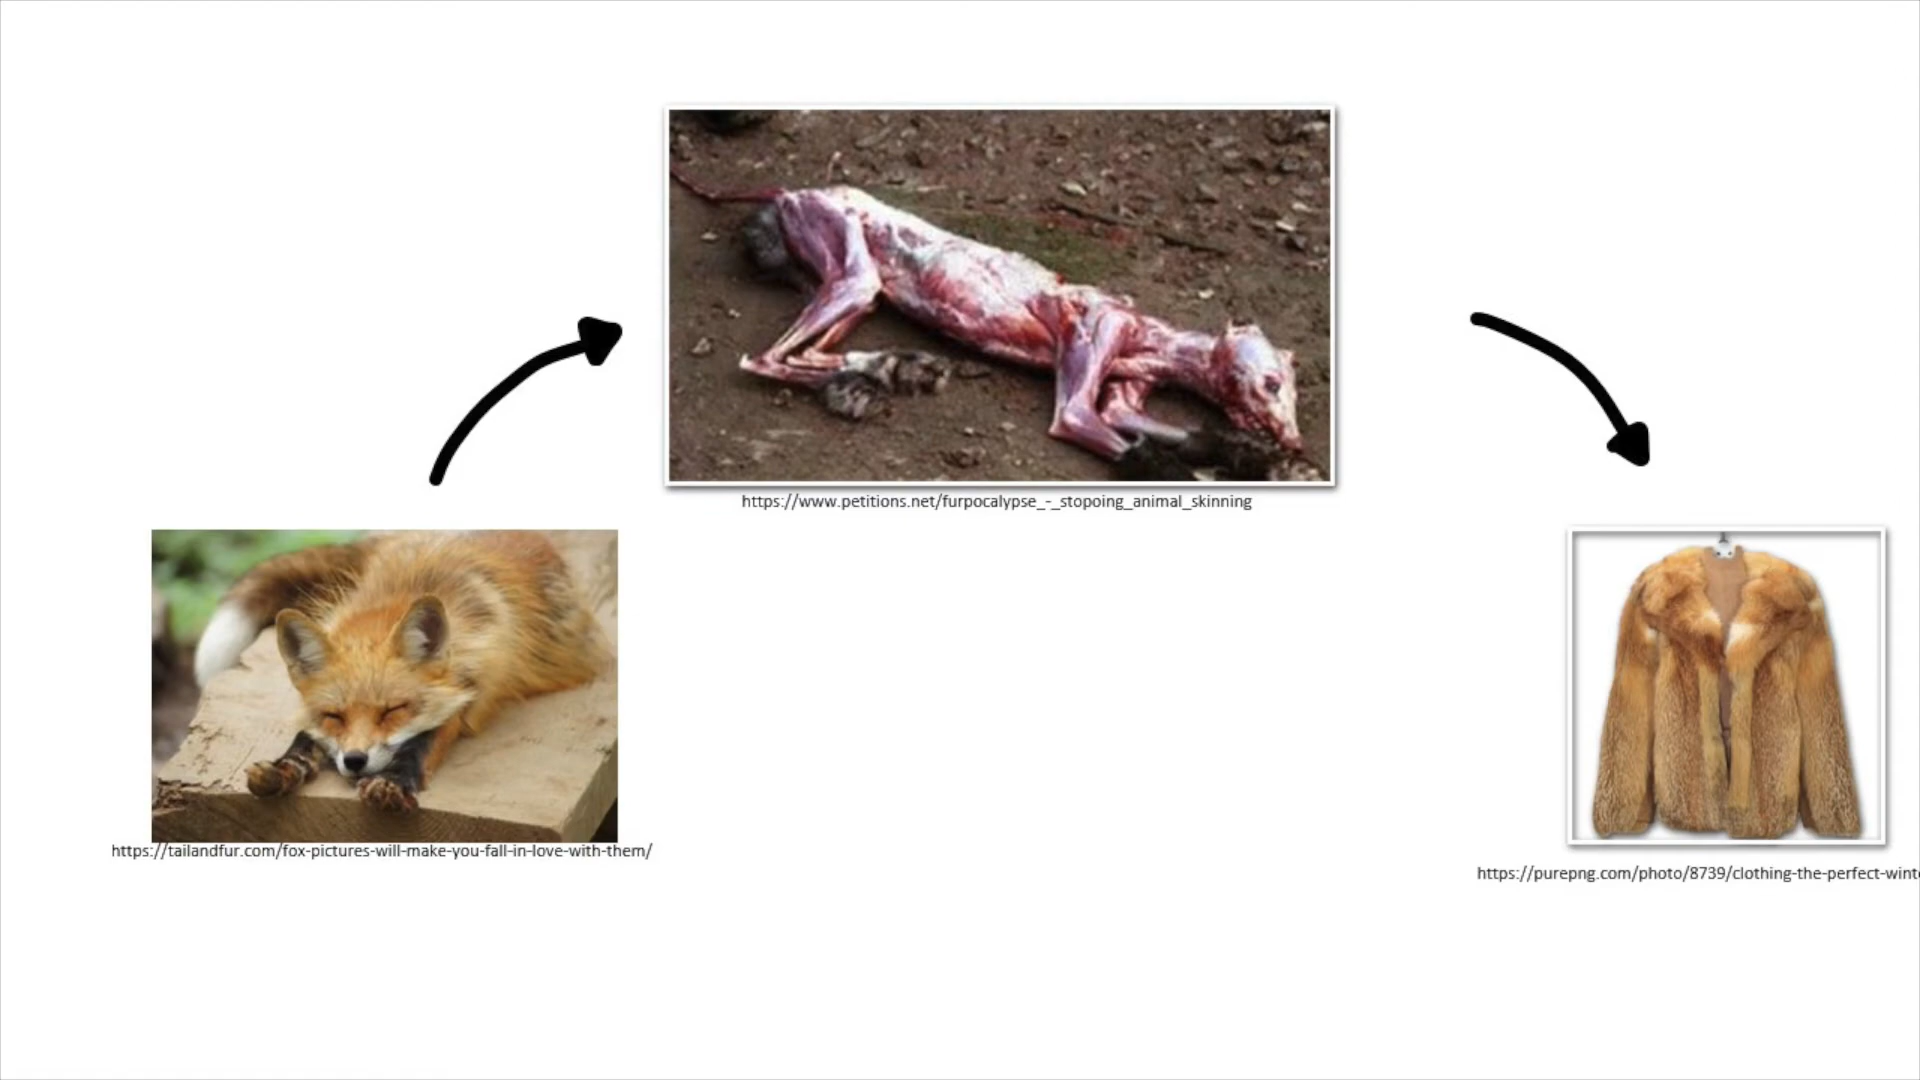 https://www.petitions.net/furpocalypse_-_stopoing_animal_skinning
https://tailandfur.com/fox-pictures-will-make-you-fall-in-love-with-them/
https://purepng.com/photo/8739/clothing-the-perfect-winte